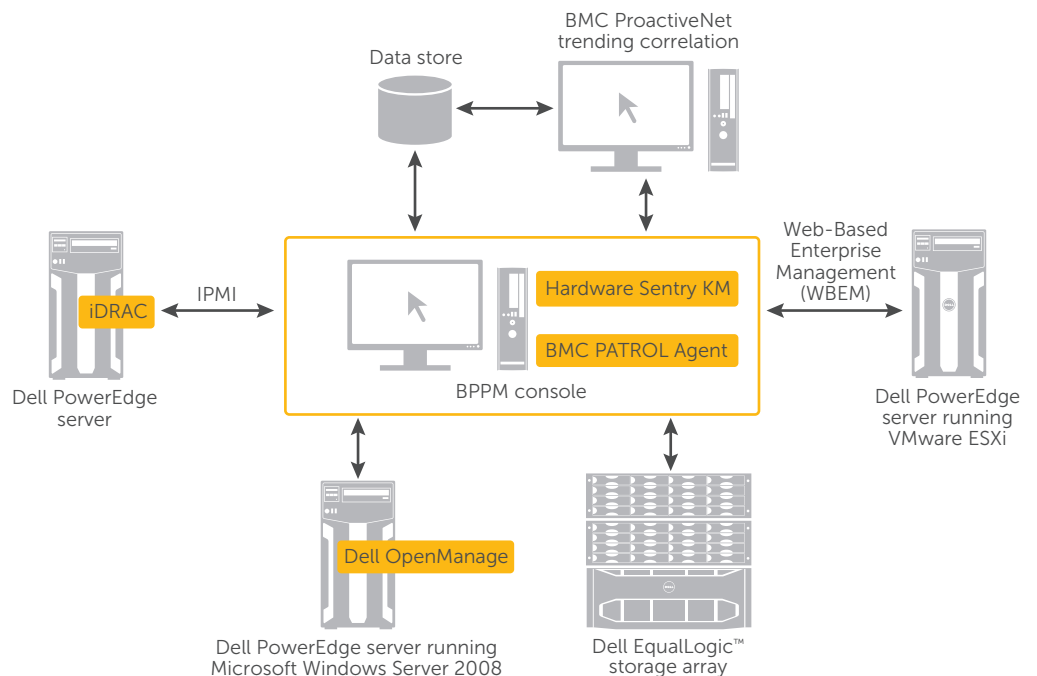 BMC ProactiveNet
trending correlation
Data store
Web-Based
Enterprise
Management
(WBEM)
IPMI
iDRAC
Hardware Sentry KM
BMC PATROL Agent
BPPM console
Dell PowerEdge
server
Dell PowerEdge
server running
VMware ESXi
Dell OpenManage
Dell PowerEdge server running
Microsoft Windows Server 2008
Dell EqualLogic™
storage array